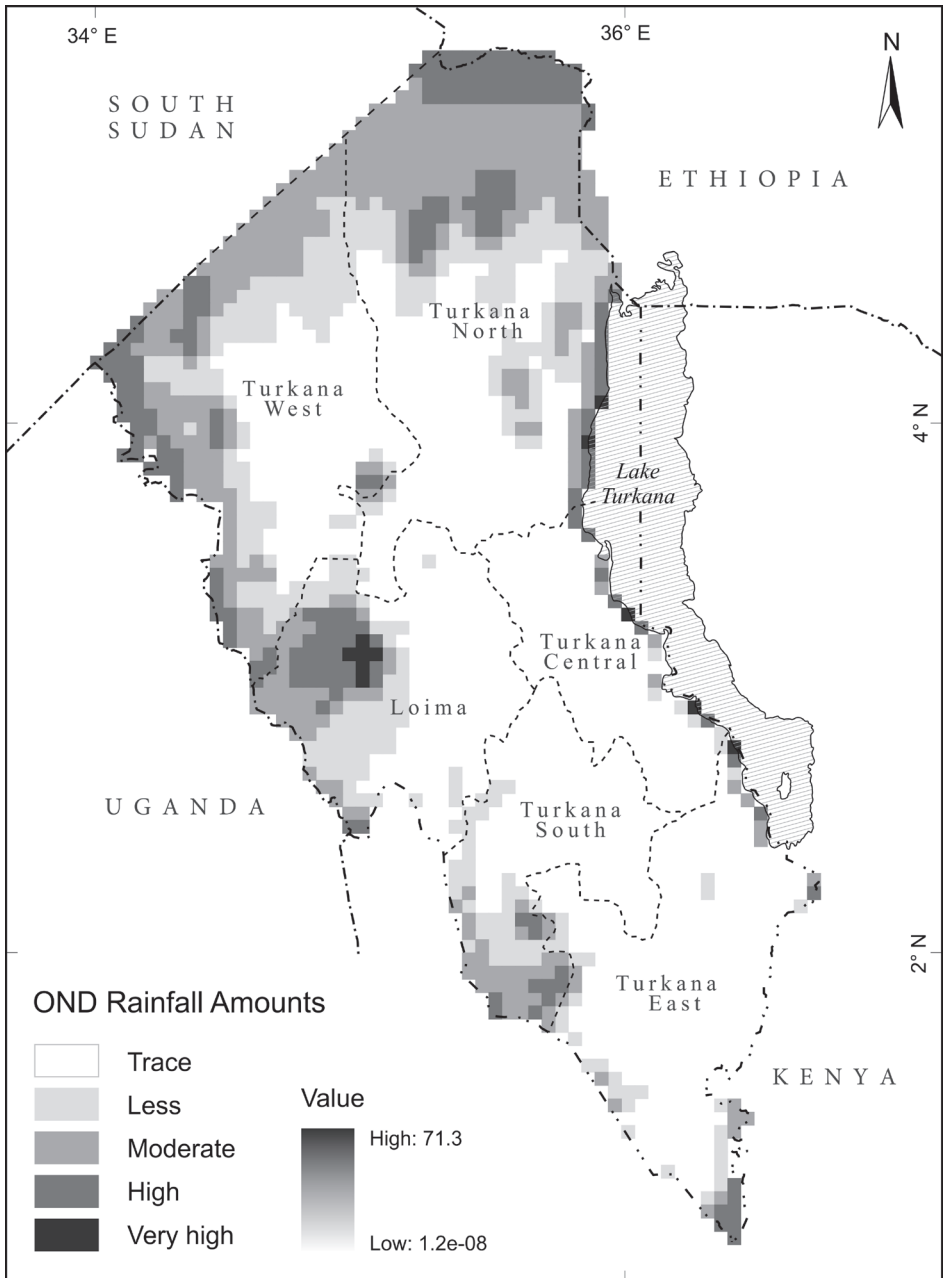 34° E
36° E
N
SOUTH
SUDAN
ETHIOPIA
Turkana
North
Turkana
West
4° N
Lake
Turkana
Turkana
Central
Loima
UGANDA
Turkana
South
2° N
Turkana
East
KENYA
OND Rainfall Amounts
Trace
Less
Moderate
High
Very high
Value
High: 71.3
Low: 1.2e-08